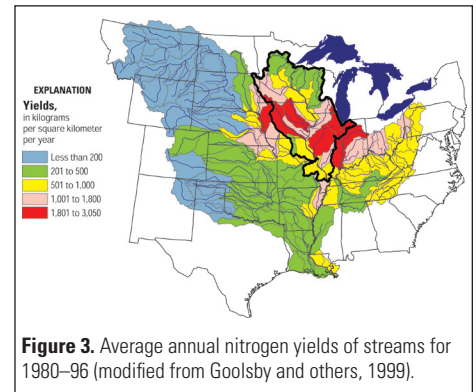 EXPLANATION
Yields,
in kilograms
per square kilometer
per year
Less than 200
201 to 500
501 to 1,000
1,001 to 1,800
1,801 to 3,050
Figure 3. Average annual nitrogen yields of streams for
1980–96 (modified from Goolsby and others, 1999).